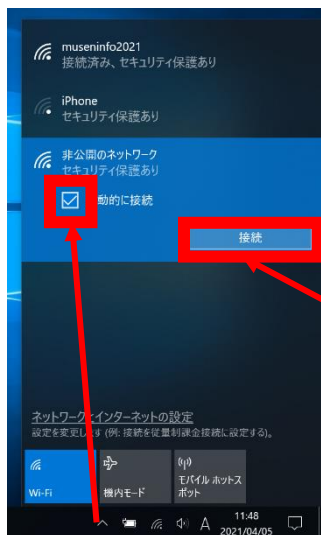 museninfo2021
接続済み、セキュリティ保護あり
iPhone
セキュリティ保護あり
非公開のネットワーク
セキュリティ保護あり
動的に接続
接続
ネットワークとインターネットの設定
設定を変更します (例: 接続を従量制課金接続に設定する)。
Wi-Fi
機内モード
モバイル ホットス
ポット
A
11:48
2021/04/05